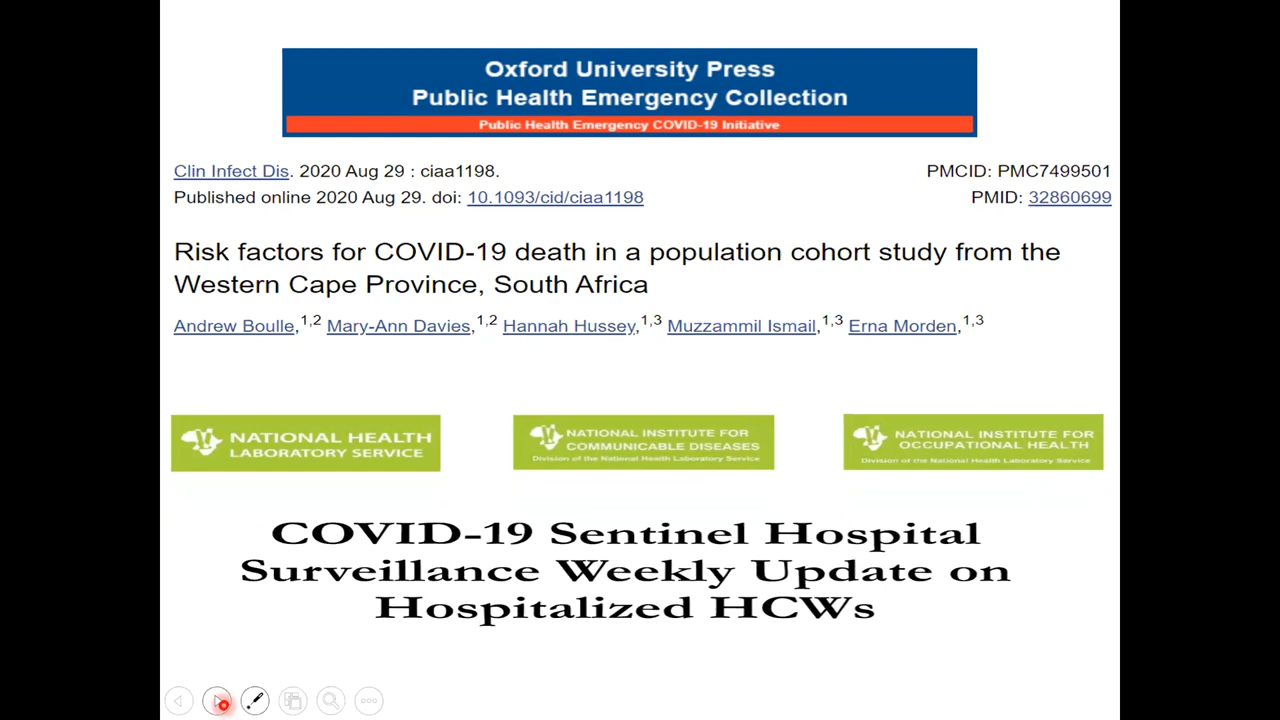 Oxford University Press
Public Health Emergency Collection
Public Health Emergency COVID-19 Initiative
Clin Infect Dis. 2020 Aug 29 : ciaa1198.
PMCID: PMC7499501
Published online 2020 Aug 29. doi: 10.1093/cid/ciaa1198
PMID: 32860699
Risk factors for COVID-19 death in a population cohort study from the
Western Cape Province, South Africa
Andrew Boulle,1,2 Mary-Ann Davies,1,2 Hannah Hussey,1,3 Muzzammil Ismail,1,3 Erna Morden,1,3
NATIONAL HEALTH
LABORATORY SERVICE
NATIONAL INSTITUTE FOR
COMMUNICABLE DISEASES
Division of the National Health Laboratory Service
NATIONAL INSTITUTE FOR
OCCUPATIONAL HEALTH
Division of the National Health Laboratory Service
COVID-19 Sentinel Hospital
Surveillance Weekly Update on
Hospitalized HCWs